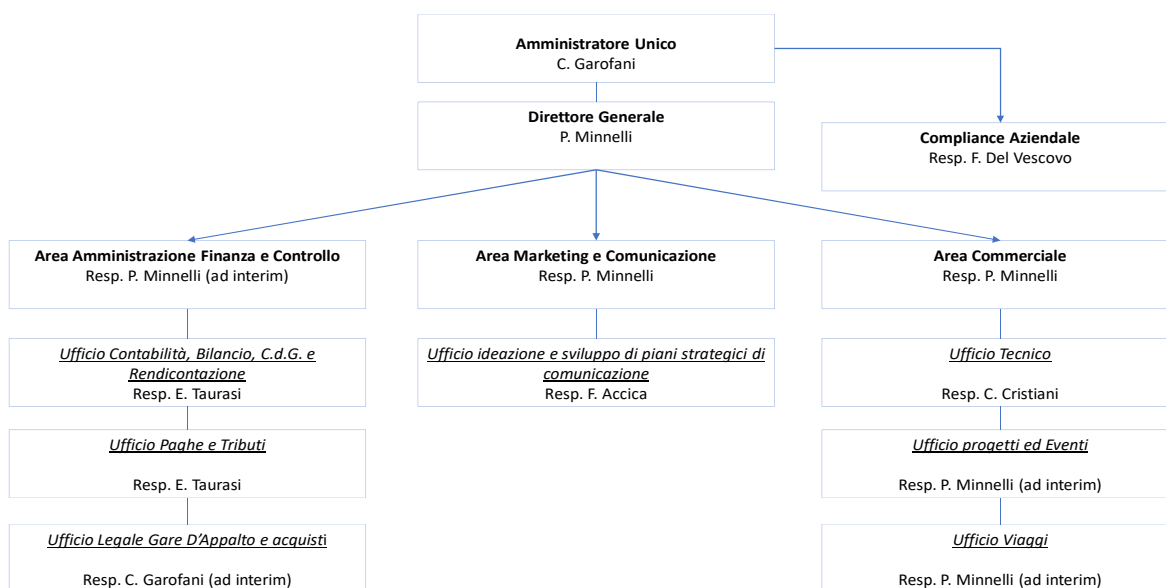 Amministratore Unico
C. Garofani
Direttore Generale
P. Minnelli
Compliance Aziendale
Resp. F. Del Vescovo
Area Amministrazione Finanza e Controllo
Resp. P. Minnelli (ad interim)
Area Marketing e Comunicazione
Resp. P. Minnelli
Area Commerciale
Resp. P. Minnelli
Ufficio Contabilità, Bilancio, C.d.G. e
Rendicontazione
Resp. E. Taurasi
Ufficio ideazione e sviluppo di piani strategici di
comunicazione
Resp. F. Accica
Ufficio Tecnico
Resp. C. Cristiani
Ufficio Paghe e Tributi
Resp. E. Taurasi
Ufficio progetti ed Eventi
Resp. P. Minnelli (ad interim)
Ufficio Legale Gare D’Appalto e acquisti
Resp. C. Garofani (ad interim)
Ufficio Viaggi
Resp. P. Minnelli (ad interim)